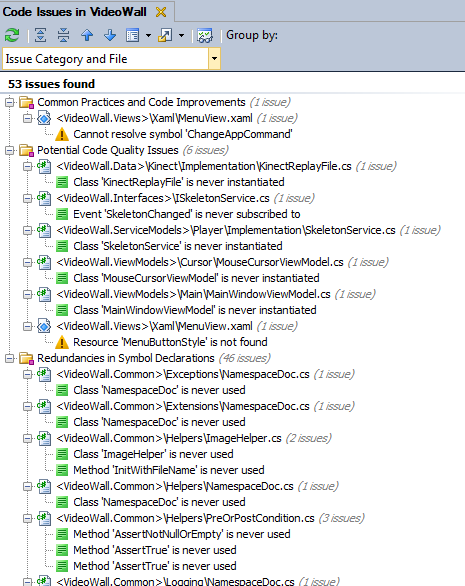 Code Issues in VideoWall
Group by:
Issue Category and File
53 issues found
Common Practices and Code Improvements (1 issue)
<VideoWall.Views>\Xaml\MenuView.xaml (1 issue)
Cannot resolve symbol 'ChangeAppCommand'
Potential Code Quality Issues (6 issues)
<VideoWall.Data>\Kinect\Implementation\KinectReplayFile.cs (1 issue)
Class 'KinectReplayFile' is never instantiated
<VideoWall.Interfaces>\ISkeletonService.cs (1 issue)
Event 'SkeletonChanged' is never subscribed to
<VideoWall.ServiceModels>\Player\Implementation\SkeletonService.cs (1 issue)
Class 'SkeletonService' is never instantiated
<VideoWall.ViewModels>\Cursor\MouseCursorViewModel.cs (1 issue)
Class 'MouseCursorViewModel' is never instantiated
<VideoWall.ViewModels>\Main\MainWindowViewModel.cs (1 issue)
Class 'MainWindowViewModel' is never instantiated
<VideoWall.Views>\Xaml\MenuView.xaml (1 issue)
Resource 'MenuButtonStyle' is not found
Redundancies in Symbol Declarations (46 issues)
<VideoWall.Common>\Exceptions\NamespaceDoc.cs (1 issue)
Class 'NamespaceDoc' is never used
<VideoWall.Common>\Extensions\NamespaceDoc.cs (1 issue)
Class 'NamespaceDoc' is never used
<VideoWall.Common>\Helpers\ImageHelper.cs (2 issues)
Class 'ImageHelper' is never used
Method 'InitWithFileName' is never used
<VideoWall.Common>\Helpers\NamespaceDoc.cs (1 issue)
Class 'NamespaceDoc' is never used
<VideoWall.Common>\Helpers\PreOrPostCondition.cs (3 issues)
Method 'AssertNotNullOrEmpty' is never used
Method 'AssertTrue' is never used
Method 'AssertTrue' is never used
<VideoWall.Common>\Logging\NamespaceDoc.cs (1 issue)